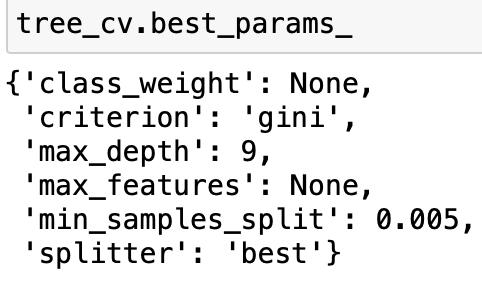 tree_cv.best_params_
{'class_weight': None,
'criterion': 'gini',
'max_depth': 9,
'max_features': None,
'min_samples_split': 0.005,
'splitter': 'best'}